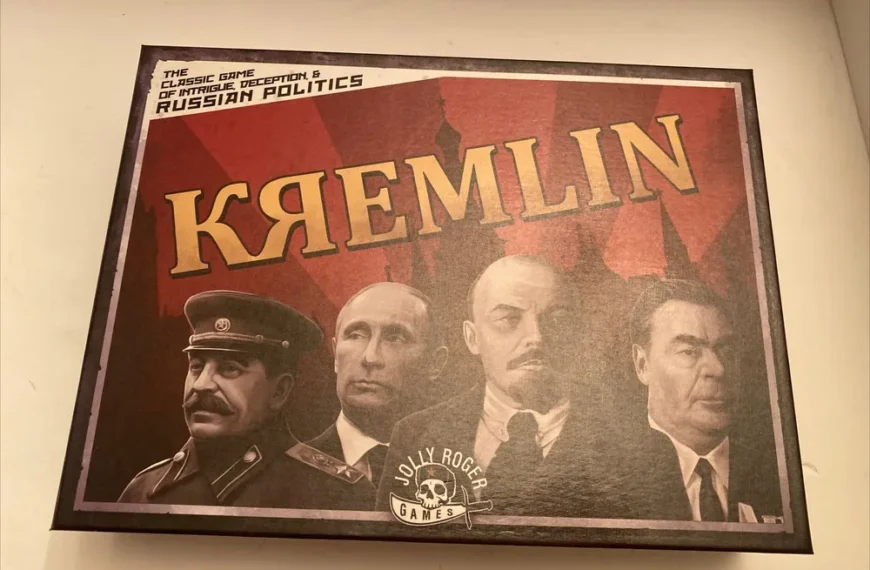 THE
CLASSIC GAME
OF INTRIGUE, DECEPTION, &
RUSSIAN POLITICS
KЯEMLIN
JOLLY ROGER
GAMES